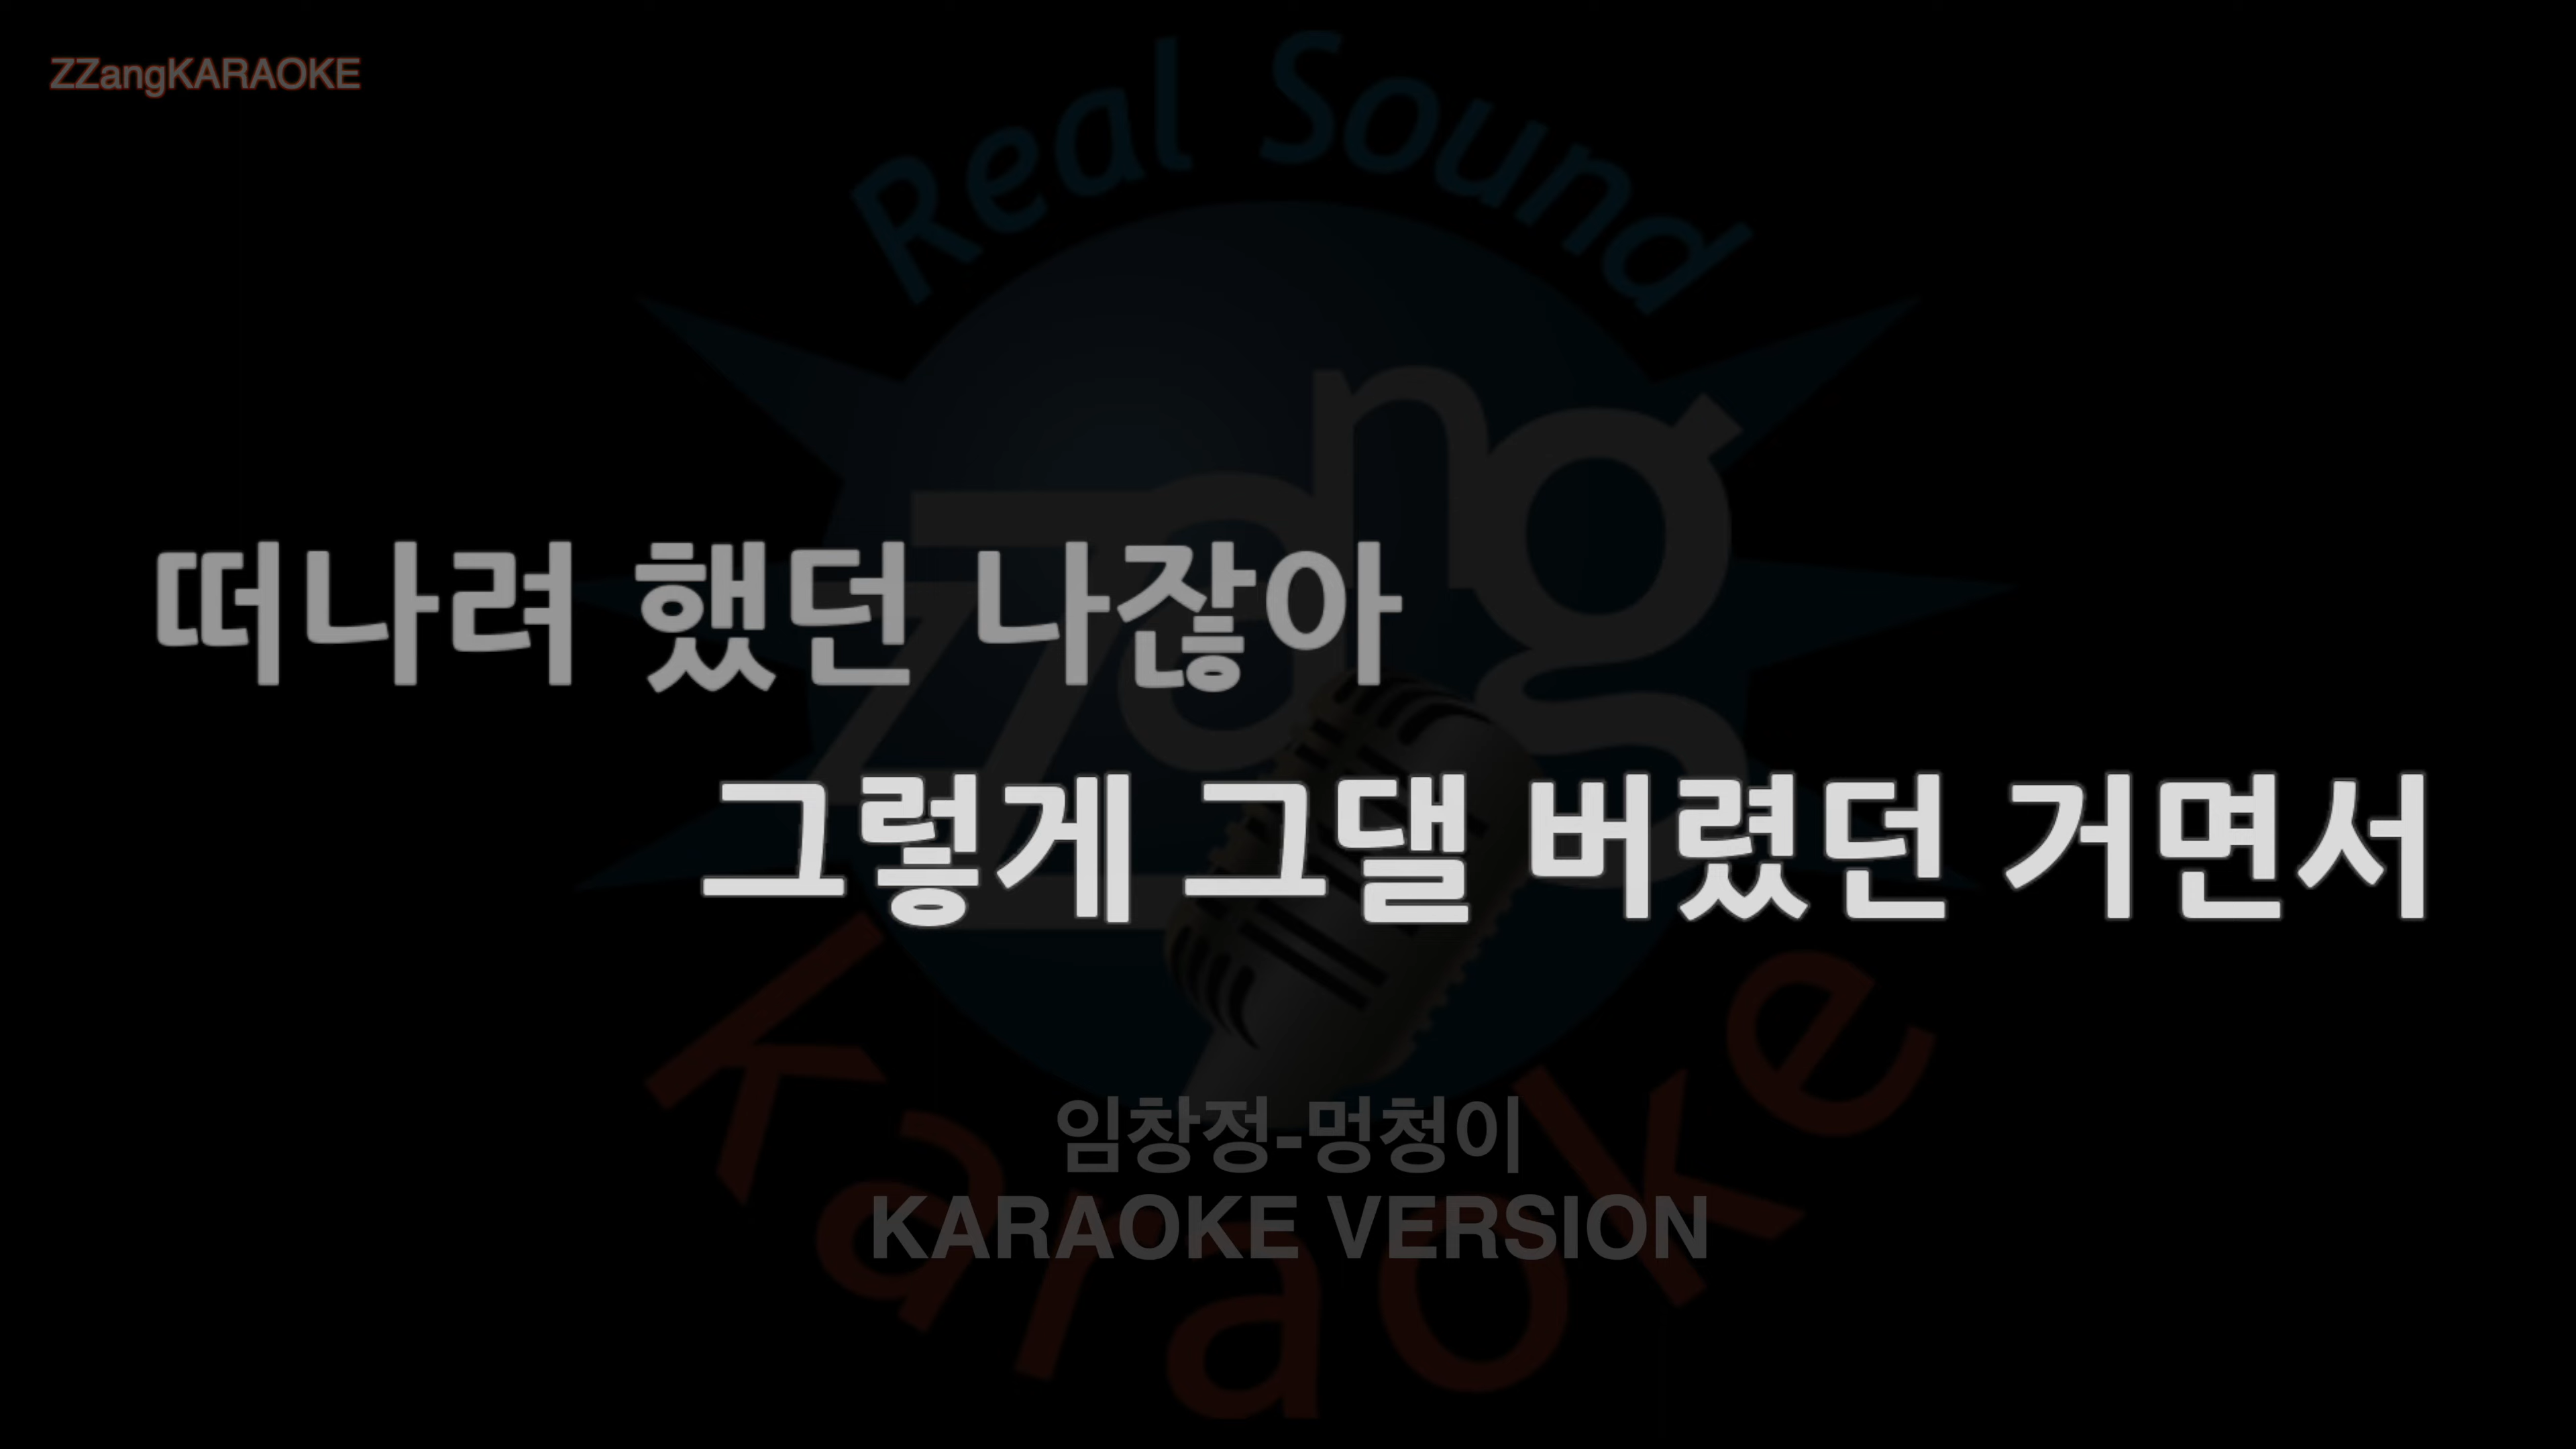 ZZangKARAOKE
Real Sound
ZZang
떠나려 했던 나잖아
그렇게 그댈 버렸던 거면서
임창정-멍청이
KARAOKE VERSION
Karaoke